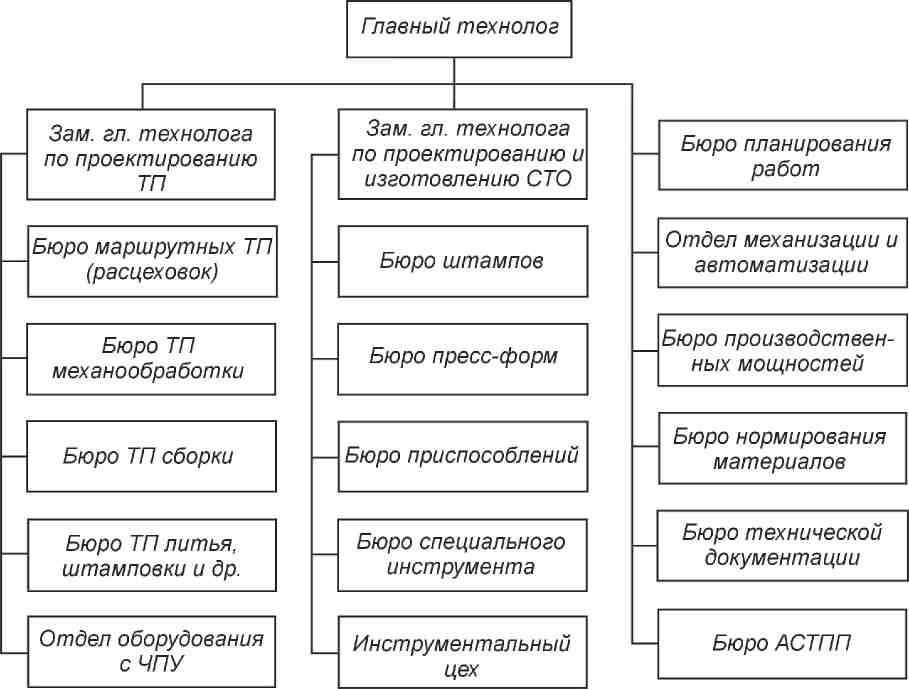 Главный технолог
Зам. гл. технолога
по проектированию
ТП
Бюро маршрутных ТП
(расцеховок)
Бюро ТП
механообработки
Бюро ТП сборки
Бюро ТП литья,
штамповки и др.
Отдел оборудования
с ЧПУ
Зам. гл. технолога
по проектированию и
изготовлению СТО
Бюро штампов
Бюро пресс-форм
Бюро приспособлений
Бюро специального
инструмента
Инструментальный
цех
Бюро планирования
работ
Отдел механизации и
автоматизации
Бюро производствен-
ных мощностей
Бюро нормирования
материалов
Бюро технической
документации
Бюро АСТПП